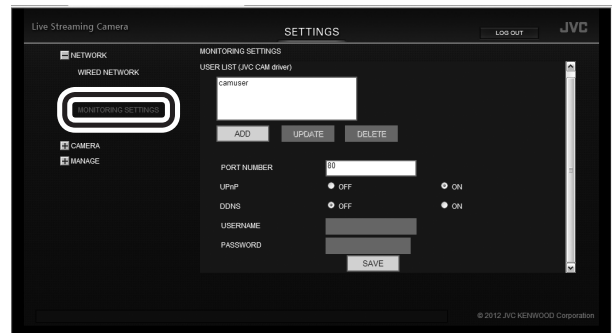 Live Streaming Camera
SETTINGS
LOG OUT
JVC
NETWORK
WIRED NETWORK
MONITORING SETTINGS
CAMERA
MANAGE
MONITORING SETTINGS
USER LIST (JVC CAM driver)
camuser
ADD UPDATE DELETE
PORT NUMBER 80
UPnP OFF ON
DDNS OFF ON
USERNAME
PASSWORD
SAVE
© 2012 JVC KENWOOD Corporation